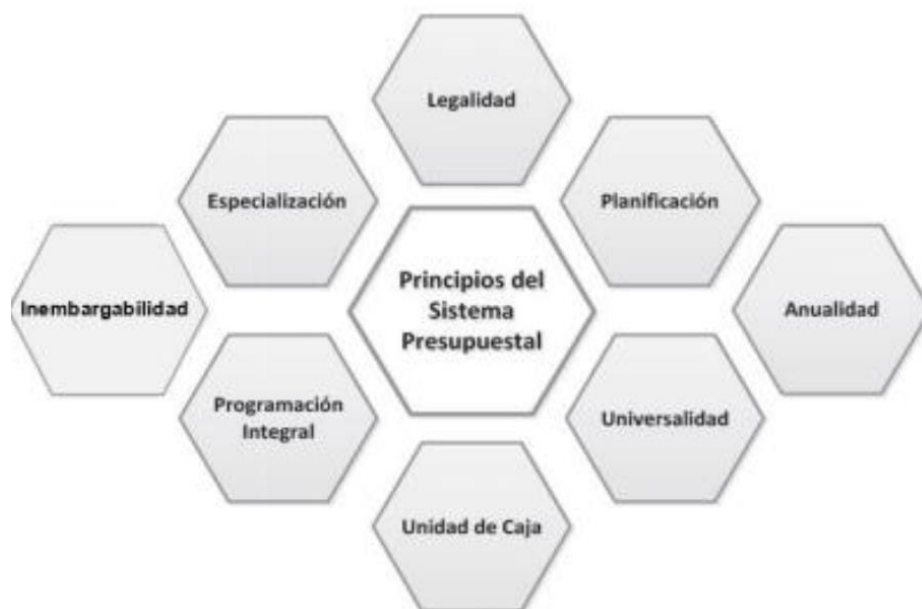 Legalidad
Especialización
Planificación
Inembargabilidad
Principios del
Sistema
Presupuestal
Anualidad
Programación
Integral
Universalidad
Unidad de Caja